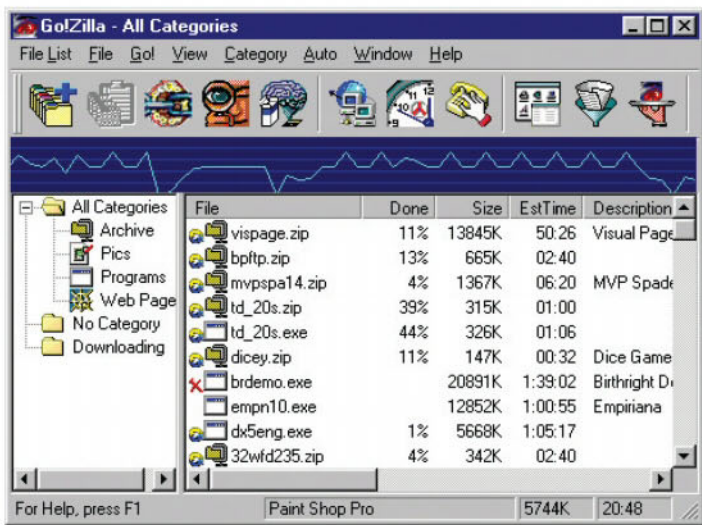 Go!Zilla - All Categories
File List File Go! View Category Auto Window Help
All Categories
Archive
Pics
Programs
Web Page
No Category
Downloading
File Done Size EstTime Description
vispage.zip 11% 13845K 50:26 Visual Page
bpftp.zip 13% 665K 02:40
mvpspa14.zip 4% 1367K 06:20 MVP Spade
td_20s.zip 39% 315K 01:00
td_20s.exe 44% 326K 01:06
dicey.zip 11% 147K 00:32 Dice Game
brdemo.exe 20891K 1:39:02 Birthright D
empn10.exe 12852K 1:00:55 Empiriana
dx5eng.exe 1% 5668K 1:05:17
32wfd235.zip 4% 342K 02:40
For Help, press F1 Paint Shop Pro 5744K 20:48